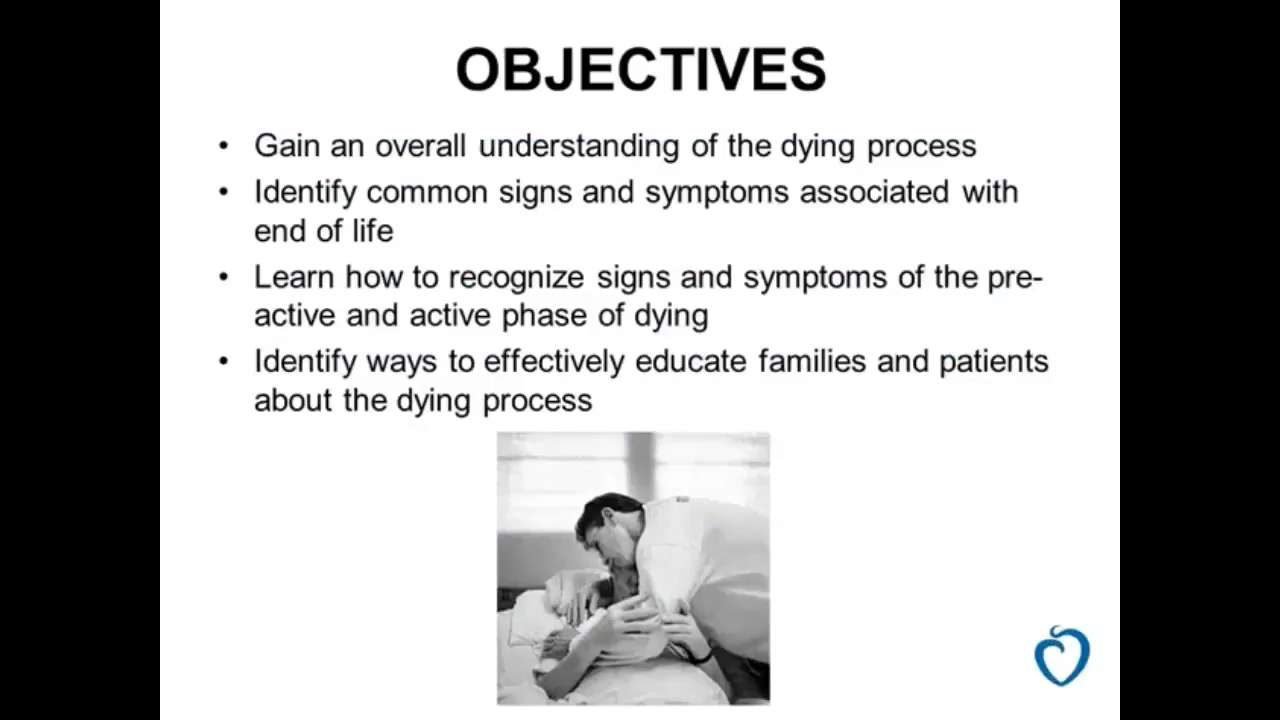 OBJECTIVES
• Gain an overall understanding of the dying process
• Identify common signs and symptoms associated with
end of life
• Learn how to recognize signs and symptoms of the pre-
active and active phase of dying
• Identify ways to effectively educate families and patients
about the dying process